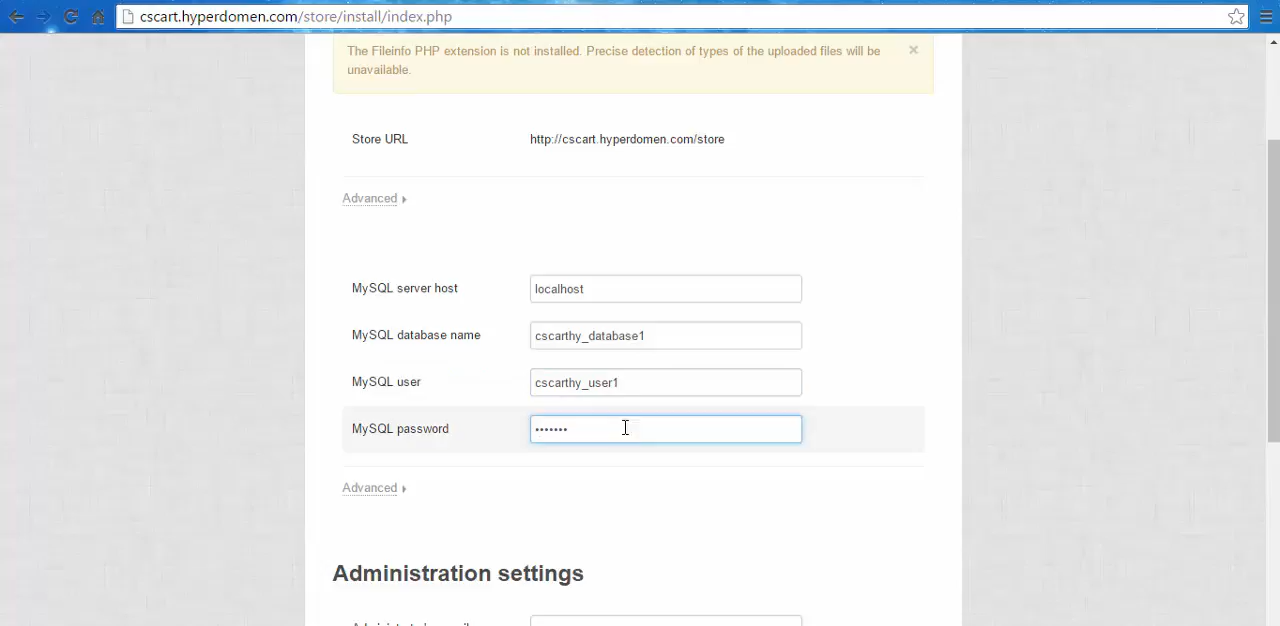 cscart.hyperdomen.com/store/install/index.php
The Fileinfo PHP extension is not installed. Precise detection of types of the uploaded files will be
unavailable.
Store URL http://cscart.hyperdomen.com/store
Advanced
MySQL server host localhost
MySQL database name cscarthy_database1
MySQL user cscarthy_user1
MySQL password •••••••
Advanced
Administration settings